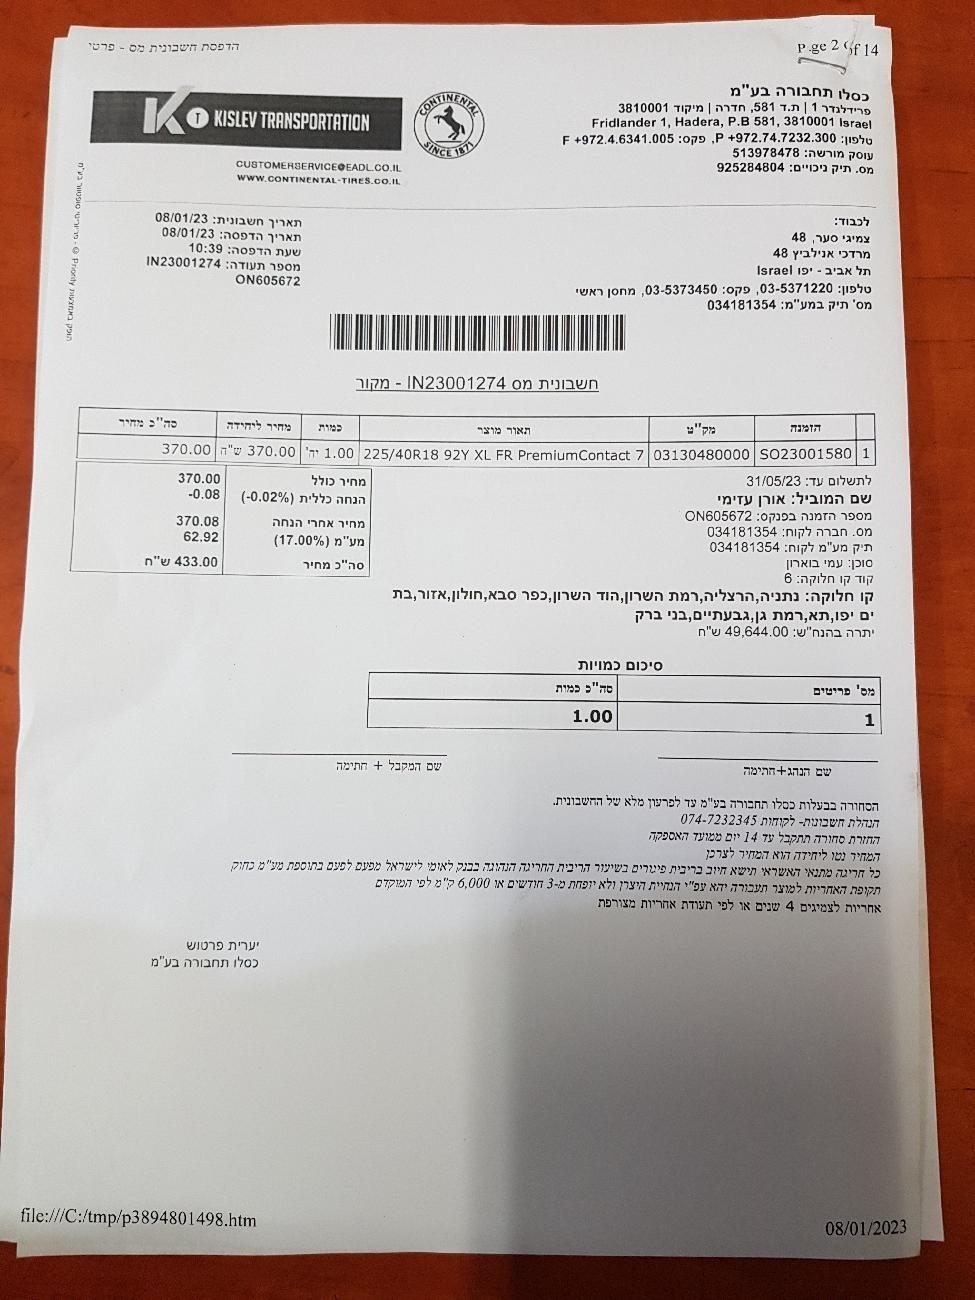 הדפסת חשבונית מס - פרטי
Page 2 of 14
KT KISLEV TRANSPORTATION
CONTINENTAL
SINCE 1871
CUSTOMERSERVICE@EADL.CO.IL
WWW.CONTINENTAL-TIRES.CO.IL
כסלו תחבורה בע"מ
פרידלנדר 1 | ת.ד 581, חדרה | מיקוד 3810001
Fridlander 1, Hadera, P.B 581, 3810001 Israel
טלפון: P +972.74.7232.300, פקס: F +972.4.6341.005
עוסק מורשה: 513978478
מס. תיק ניכויים: 925284804
תאריך חשבונית: 08/01/23
תאריך הדפסה: 08/01/23
שעת הדפסה: 10:39
מספר תעודה: IN23001274
ON605672
לכבוד:
צמיגי סער, 48
מרדכי אנילביץ 48
תל אביב - יפו Israel
טלפון: 03-5371220, פקס: 03-5373450, מחסן ראשי
מס' תיק במע"מ: 034181354
חשבונית מס IN23001274 - מקור
הזמנה מק"ט תאור מוצר כמות מחיר ליחידה סה"כ מחיר
1 SO23001580 03130480000 225/40R18 92Y XL FR PremiumContact 7 1.00 יח' 370.00 ש"ח 370.00
מחיר כולל 370.00
הנחה כללית (-0.02%) -0.08
מחיר אחרי הנחה 370.08
מע"מ (17.00%) 62.92
סה"כ מחיר 433.00 ש"ח
לתשלום עד: 31/05/23
שם המוביל: אורן עזימי
מספר הזמנה בפנקס: ON605672
מס. חברה לקוח: 034181354
תיק מע"מ לקוח: 034181354
סוכן: עמי בוארון
קוד קו חלוקה: 6
קו חלוקה: נתניה,הרצליה,רמת השרון,הוד השרון,כפר סבא,חולון,אזור,בת
ים יפו,תא,רמת גן,גבעתיים,בני ברק
יתרה בהנח"ש: 49,644.00 ש"ח
סיכום כמויות
מס' פריטים סה"כ כמות
1 1.00
שם הנהג+חתימה
שם המקבל + חתימה
הסחורה בבעלות כסלו תחבורה בע"מ עד לפרעון מלא של החשבונית.
הנהלת חשבונות- לקוחות 074-7232345
החזרת סחורה תתקבל עד 14 יום ממועד האספקה
המחיר נטו ליחידה הוא המחיר לצרכן
כל חריגה מתנאי האשראי תישא חיוב בריבית פיגורים בשיעור הריבית החריגה הנהוגה בבנק לאומי לישראל מפעם לפעם בתוספת מע"מ כחוק
תקופת האחריות למוצר תעבורה יהא עפ"י הנחיית היצרן ולא יופחת מ-3 חודשים או 6,000 ק"מ לפי המוקדם
אחריות לצמיגים 4 שנים או לפי תעודת אחריות מצורפת
יערית פרטוש
כסלו תחבורה בע"מ
file:///C:/tmp/p3894801498.htm
08/01/2023